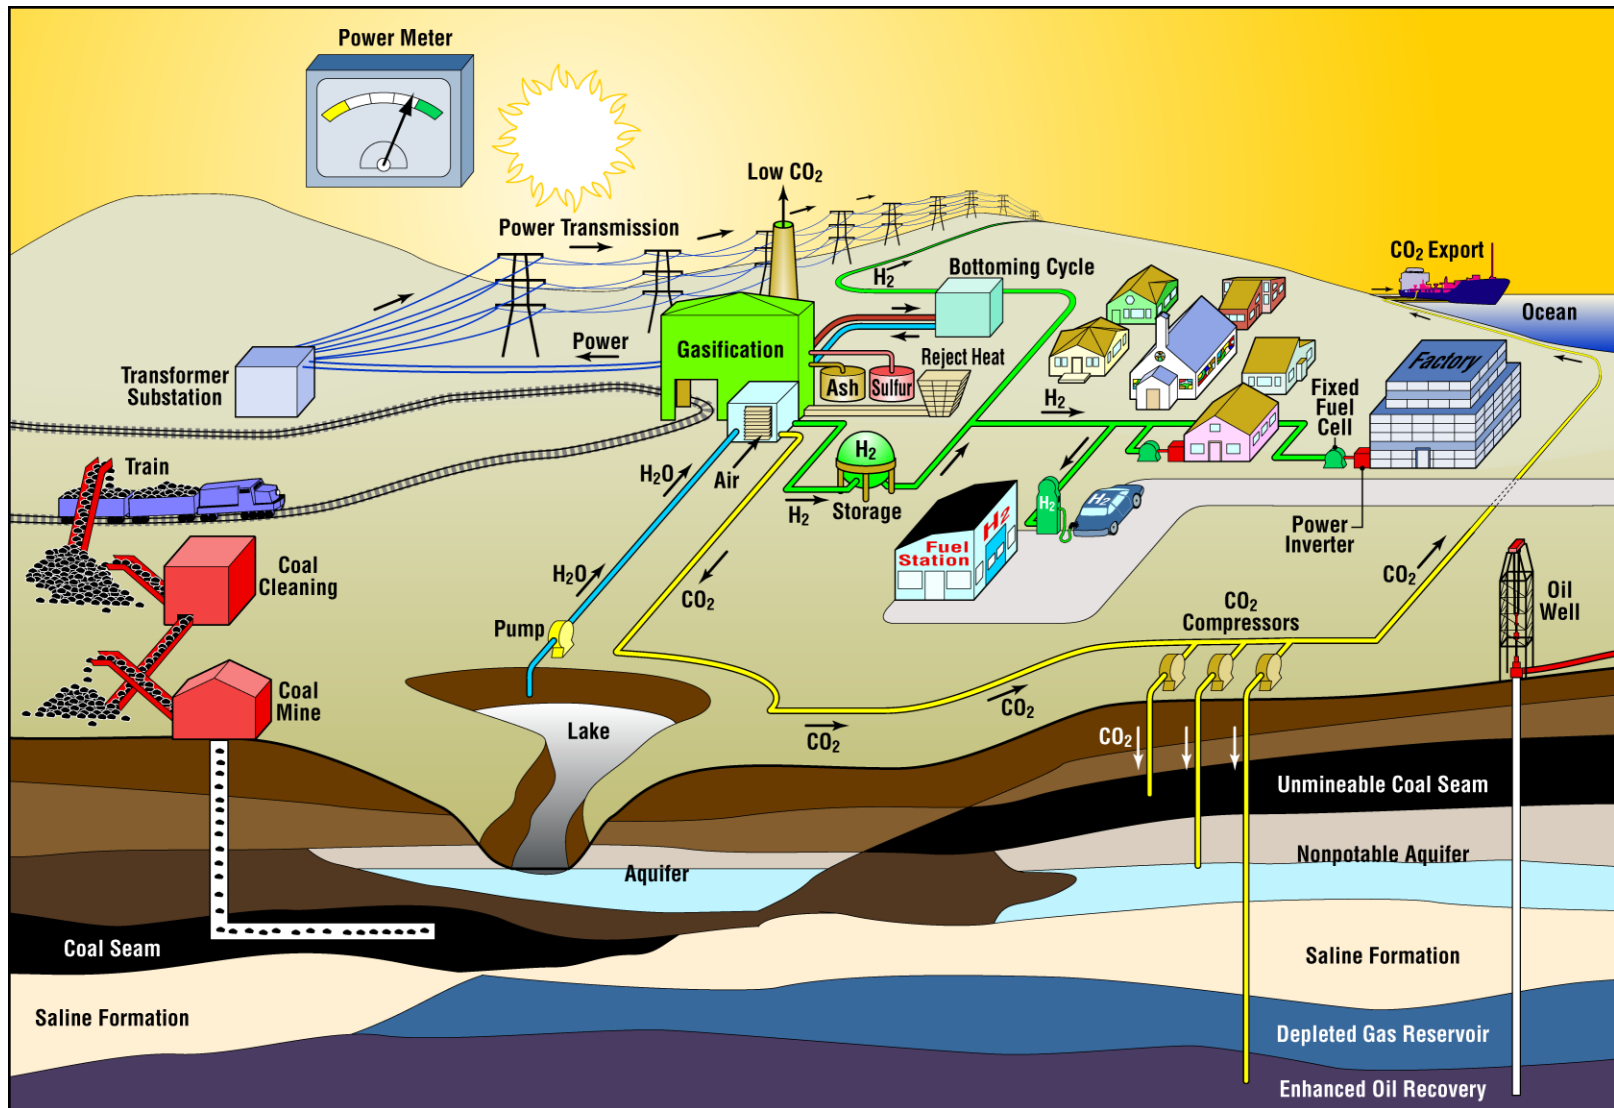 Power Meter
Low CO₂
Power Transmission
H₂
Bottoming Cycle
CO₂ Export
Ocean
Power
Gasification
Reject Heat
Transformer
Substation
Ash
Sulfur
Factory
H₂
Fixed
Fuel
Cell
Train
H₂O
Air
H₂
H₂
Storage
H₂
H₂
Power
Inverter
Fuel
Station
H₂
Coal
Cleaning
H₂O
CO₂
CO₂
Oil
Well
Pump
CO₂
Compressors
Coal
Mine
Lake
CO₂
CO₂
CO₂
Unmineable Coal Seam
Aquifer
Nonpotable Aquifer
Coal Seam
Saline Formation
Saline Formation
Depleted Gas Reservoir
Enhanced Oil Recovery